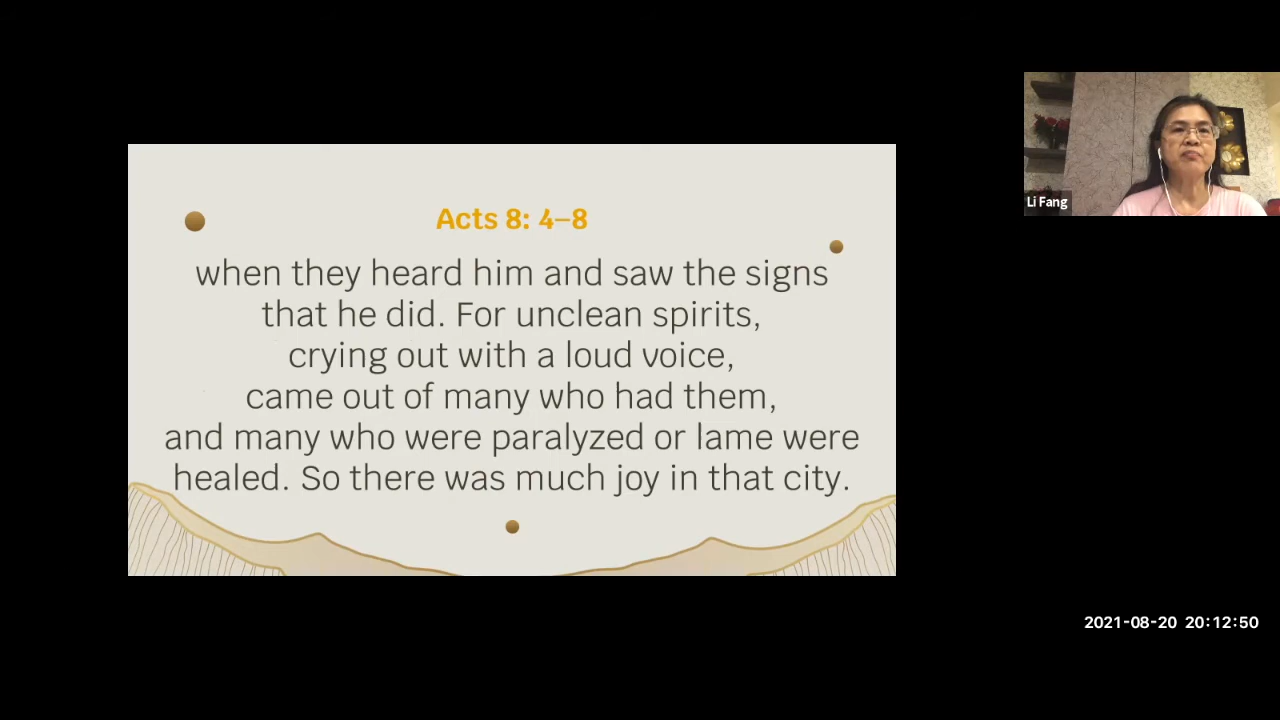 Acts 8: 4–8
when they heard him and saw the signs
that he did. For unclean spirits,
crying out with a loud voice,
came out of many who had them,
and many who were paralyzed or lame were
healed. So there was much joy in that city.
Li Fang
2021-08-20 20:12:50